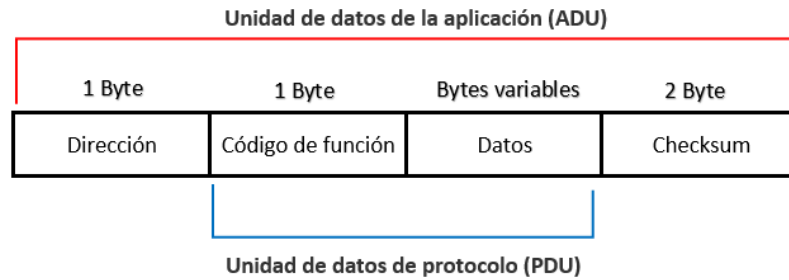 Unidad de datos de la aplicación (ADU)
1 Byte 1 Byte Bytes variables 2 Byte
Dirección Código de función Datos Checksum
Unidad de datos de protocolo (PDU)